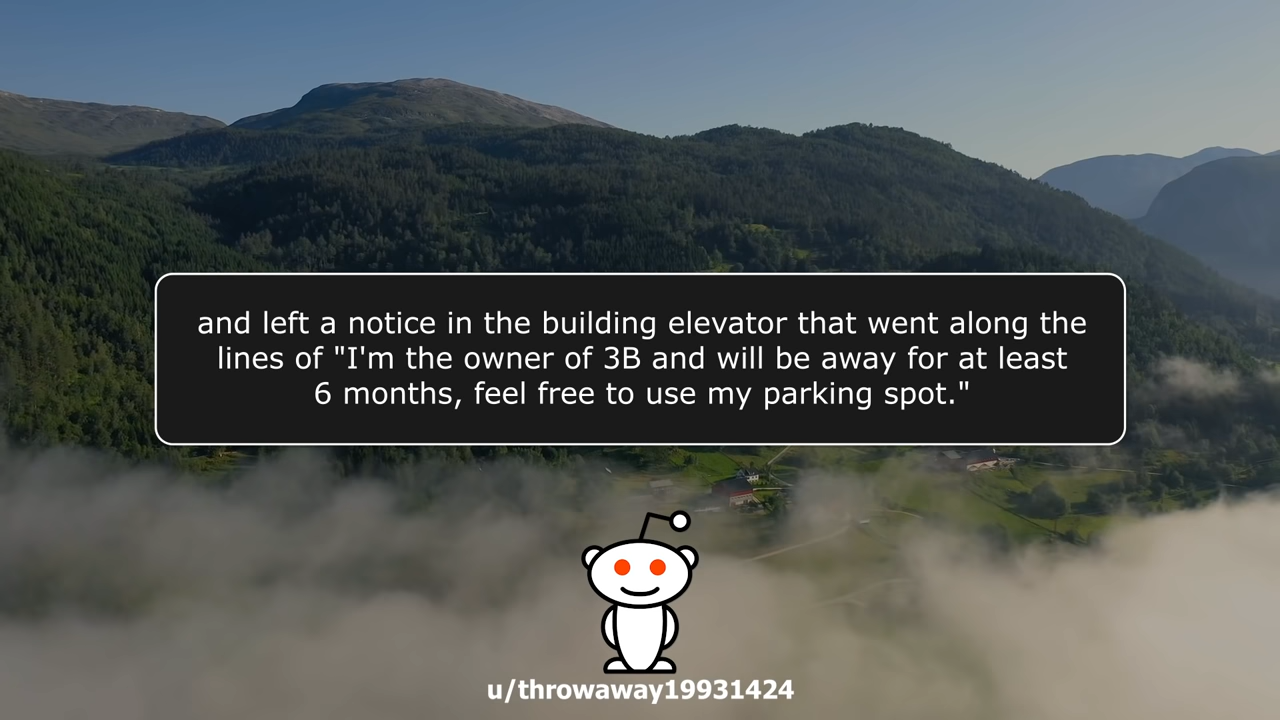 and left a notice in the building elevator that went along the
lines of "I'm the owner of 3B and will be away for at least
6 months, feel free to use my parking spot."
u/throwaway19931424